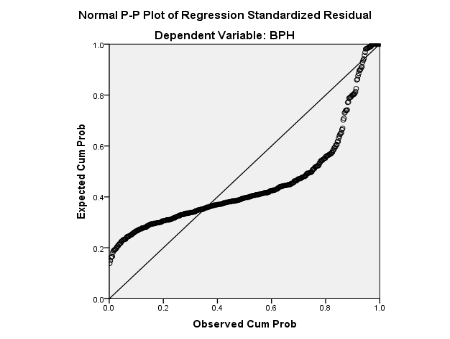 Normal P-P Plot of Regression Standardized Residual
Dependent Variable: BPH
1.0
0.8
0.6
0.4
0.2
0.0
Expected Cum Prob
0.0 0.2 0.4 0.6 0.8 1.0
Observed Cum Prob